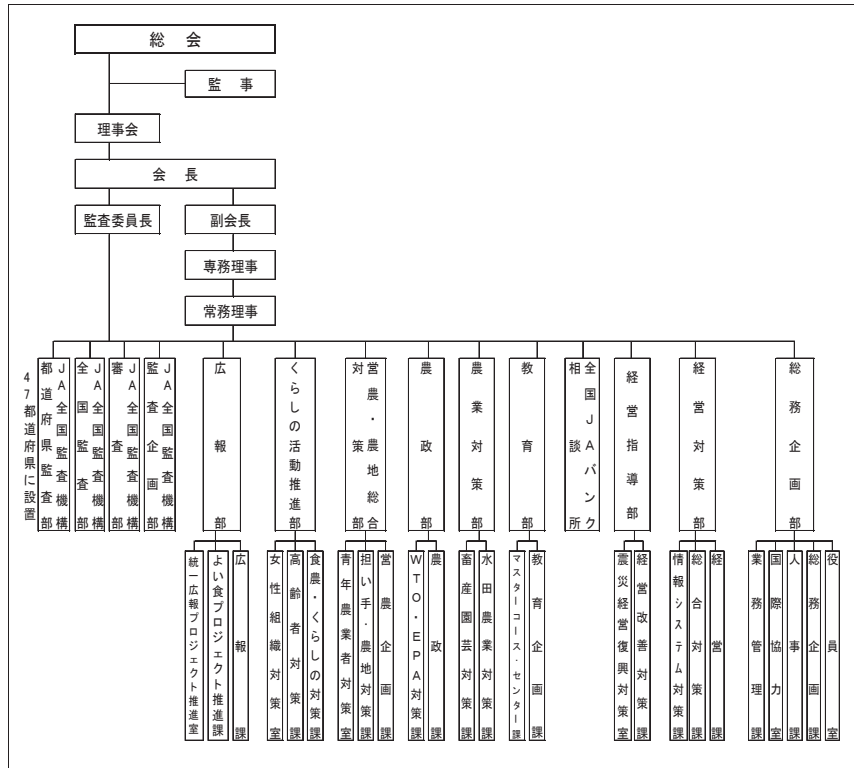 総会
監事
理事会
会長
監査委員長
副会長
専務理事
常務理事
47都道府県に設置
JA全国監査機構
都道府県監査部
JA全国監査機構
全国監査部
JA全国監査機構
審査部
JA全国監査機構
監査企画部
広報部
くらしの活動推進部
営農・農地総合
対策部
農政部
農業対策部
教育部
全国JAバンク
相談所
経営指導部
経営対策部
総務企画部
統一広報プロジェクト推進室
よい食プロジェクト推進課
広報課
女性組織対策室
高齢者対策課
食農・くらしの対策課
青年農業者対策室
担い手・農地対策課
営農企画課
WTO・EPA対策課
農政課
畜産園芸対策課
水田農業対策課
マスターコース・センター課
教育企画課
震災経営復興対策室
経営改善対策課
情報システム対策課
総合対策課
経営課
業務管理課
国際協力室
人事課
総務企画課
役員室